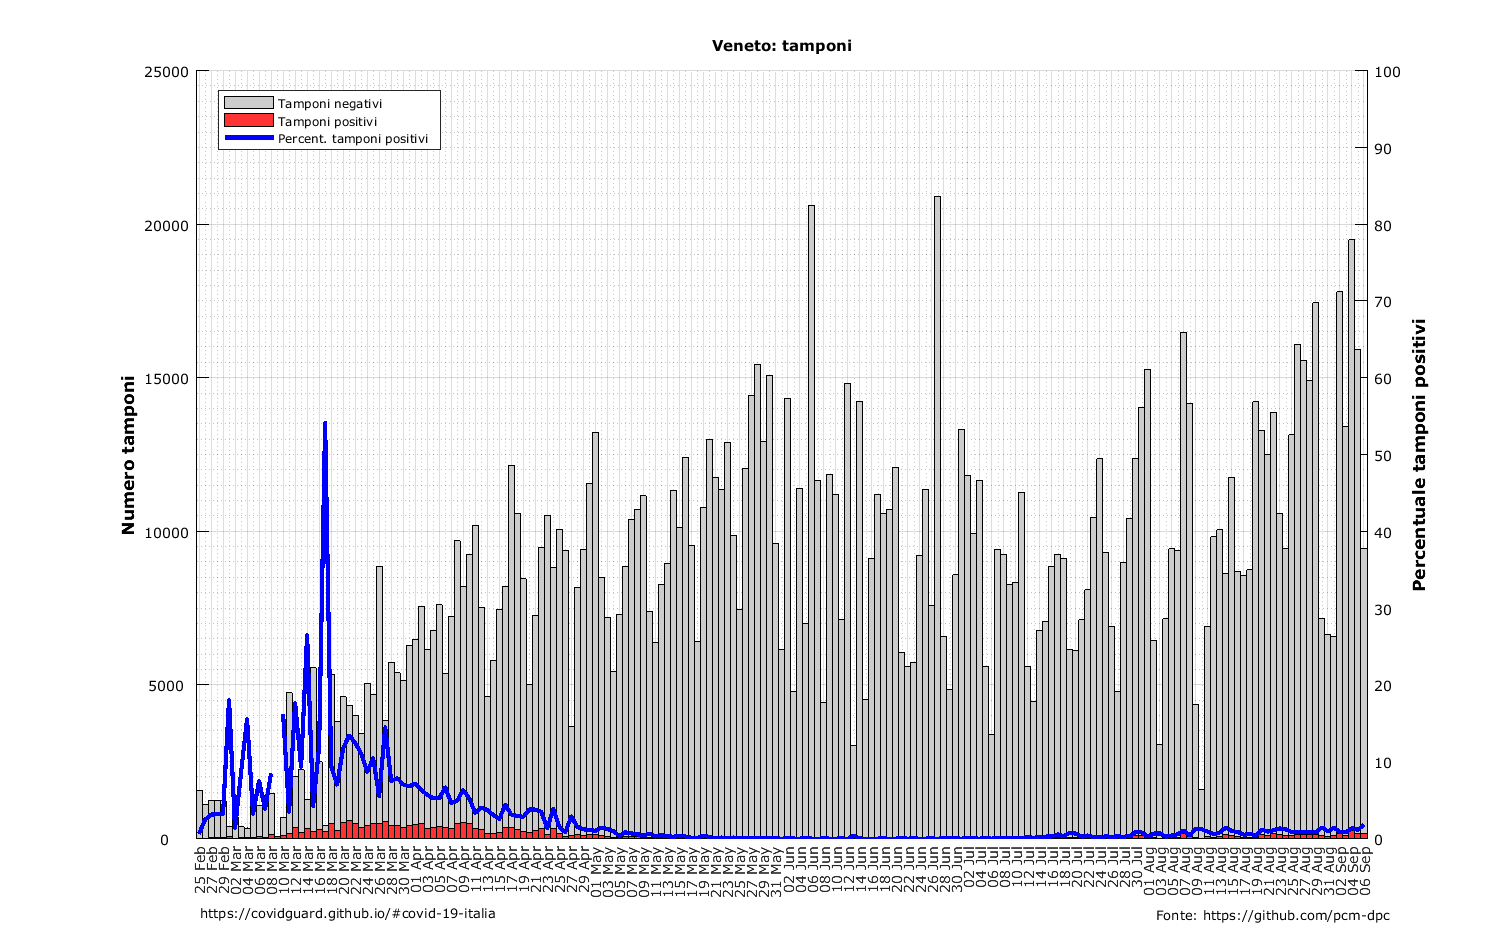 Veneto: tamponi
Tamponi negativi
Tamponi positivi
Percent. tamponi positivi
Numero tamponi
25000
20000
15000
10000
5000
0
Percentuale tamponi positivi
100
90
80
70
60
50
40
30
20
10
0
25 Feb
27 Feb
29 Feb
02 Mar
04 Mar
06 Mar
08 Mar
10 Mar
12 Mar
14 Mar
16 Mar
18 Mar
20 Mar
22 Mar
24 Mar
26 Mar
28 Mar
30 Mar
01 Apr
03 Apr
05 Apr
07 Apr
09 Apr
11 Apr
13 Apr
15 Apr
17 Apr
19 Apr
21 Apr
23 Apr
25 Apr
27 Apr
29 Apr
01 May
03 May
05 May
07 May
09 May
11 May
13 May
15 May
17 May
19 May
21 May
23 May
25 May
27 May
29 May
31 May
02 Jun
04 Jun
06 Jun
08 Jun
10 Jun
12 Jun
14 Jun
16 Jun
18 Jun
20 Jun
22 Jun
24 Jun
26 Jun
28 Jun
30 Jun
02 Jul
04 Jul
06 Jul
08 Jul
10 Jul
12 Jul
14 Jul
16 Jul
18 Jul
20 Jul
22 Jul
24 Jul
26 Jul
28 Jul
30 Jul
01 Aug
03 Aug
05 Aug
07 Aug
09 Aug
11 Aug
13 Aug
15 Aug
17 Aug
19 Aug
21 Aug
23 Aug
25 Aug
27 Aug
29 Aug
31 Aug
02 Sep
04 Sep
06 Sep
https://covidguard.github.io/#covid-19-italia
Fonte: https://github.com/pcm-dpc